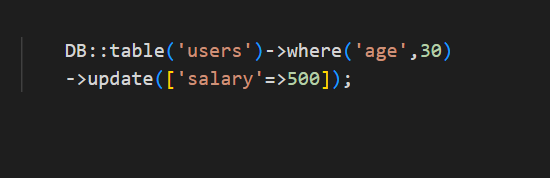 DB::table('users')->where('age',30)
->update(['salary'=>500]);